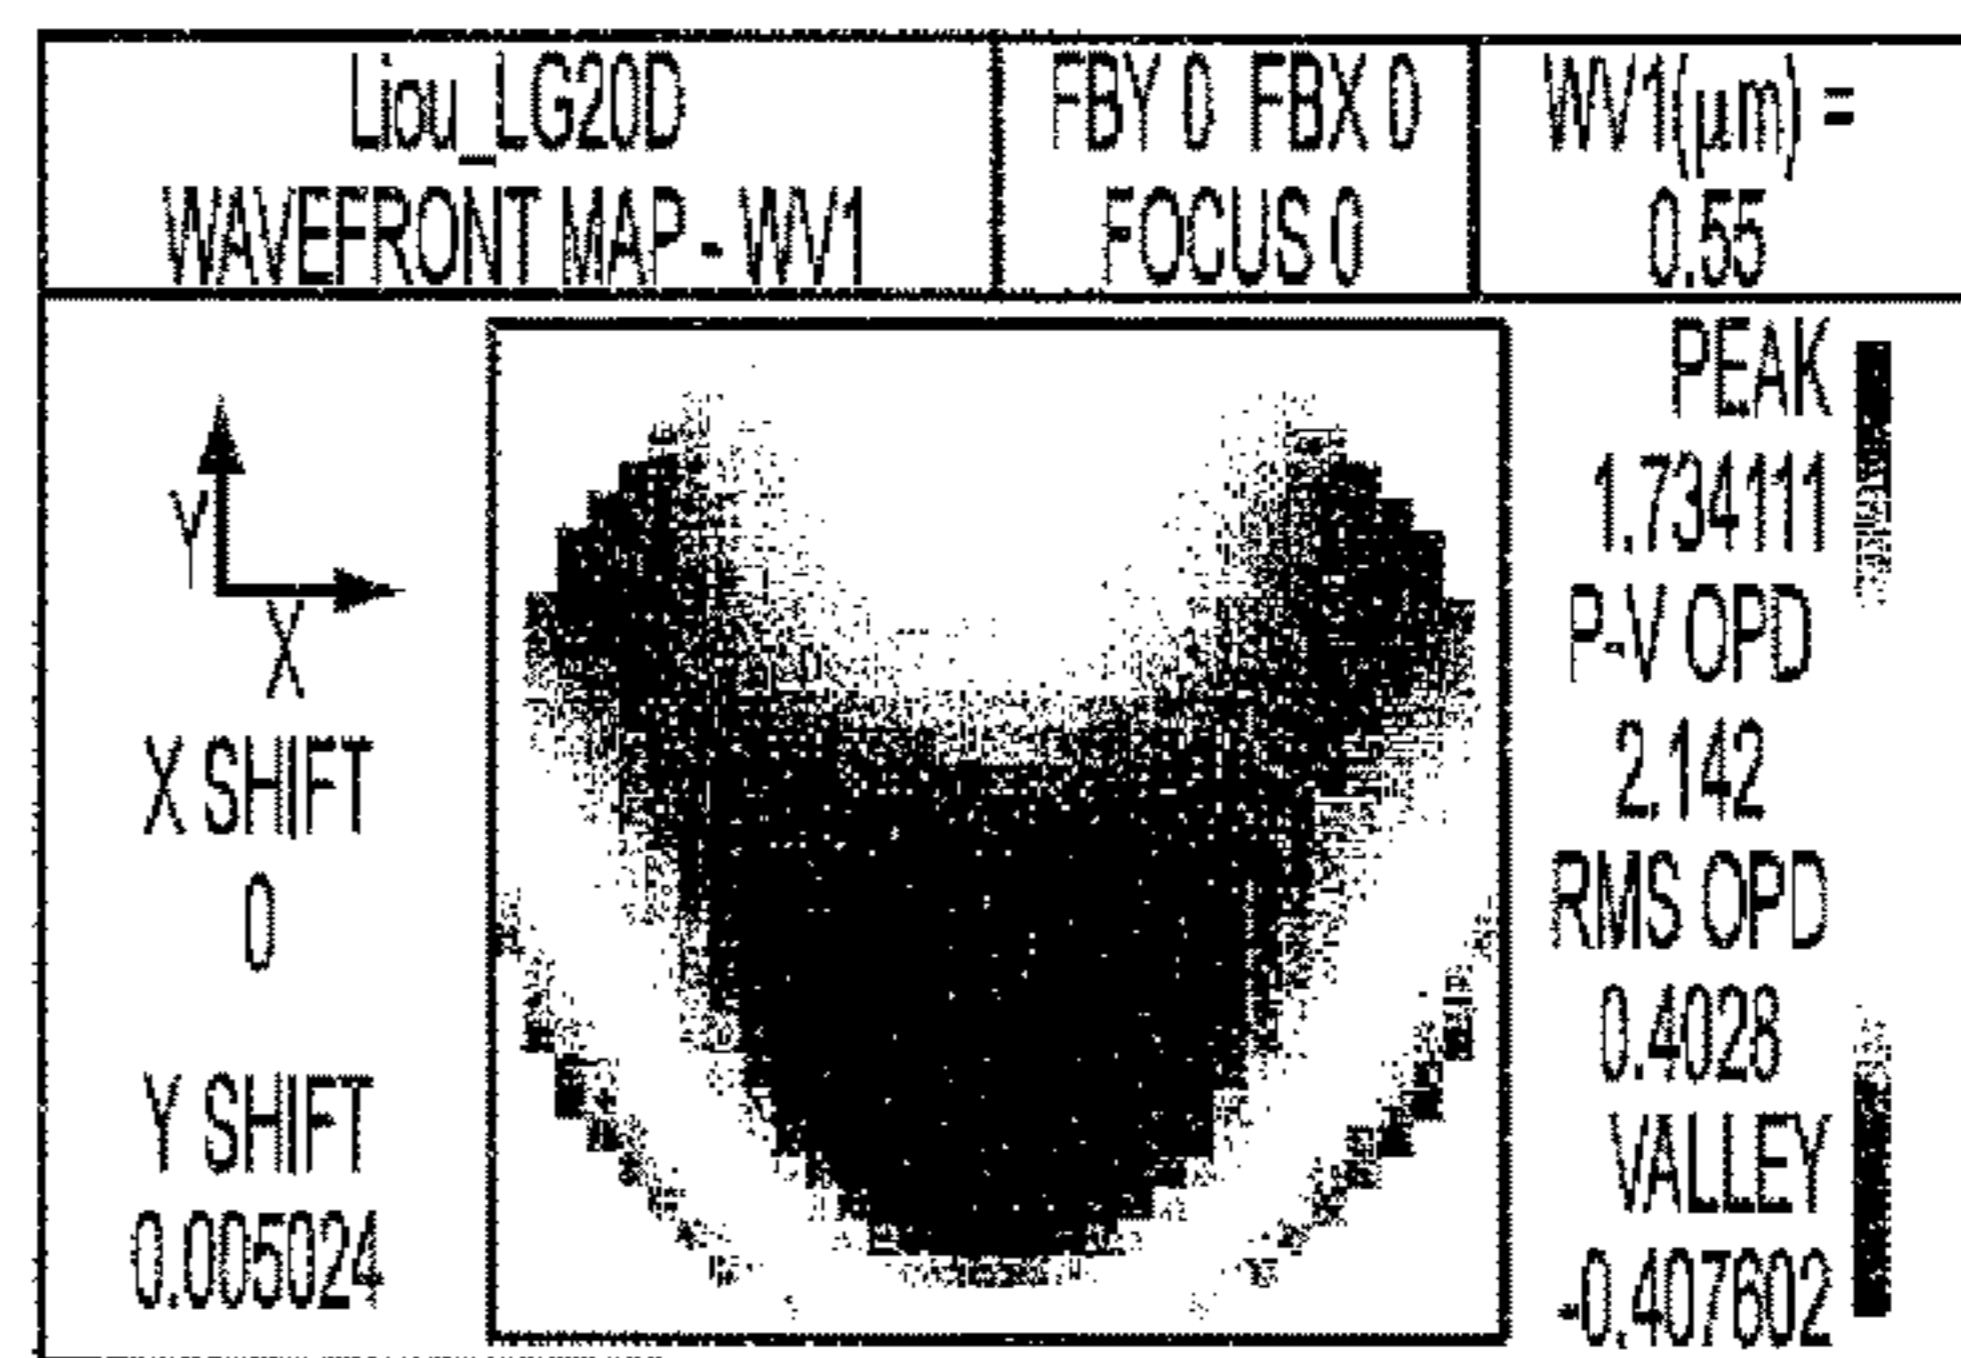 Liou_LG20D
WAVEFRONT MAP - WV1
FBY 0 FBX 0
FOCUS 0
WV1(μm) =
0.55
Y
X
X SHIFT
0
Y SHIFT
0.005024
PEAK
1.734111
P-V OPD
2.142
RMS OPD
0.4028
VALLEY
-0.407602